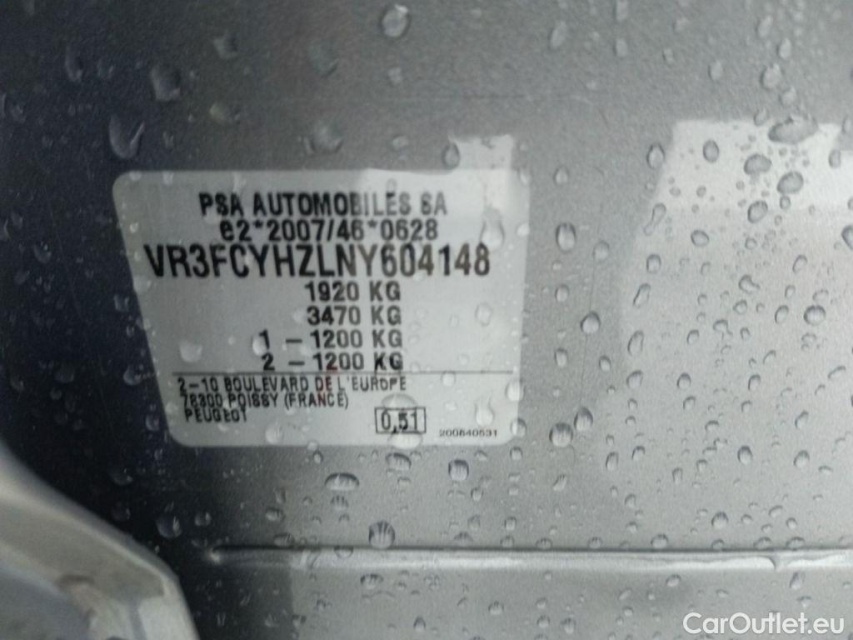 PSA AUTOMOBILES SA
e2*2007/46*0628
VR3FCYHZLNY604148
1920 KG
3470 KG
1 – 1200 KG
2 – 1200 KG
2–10 BOULEVARD DE L'EUROPE
78300 POISSY (FRANCE)
PEUGEOT
0,51
200640531
CarOutlet.eu